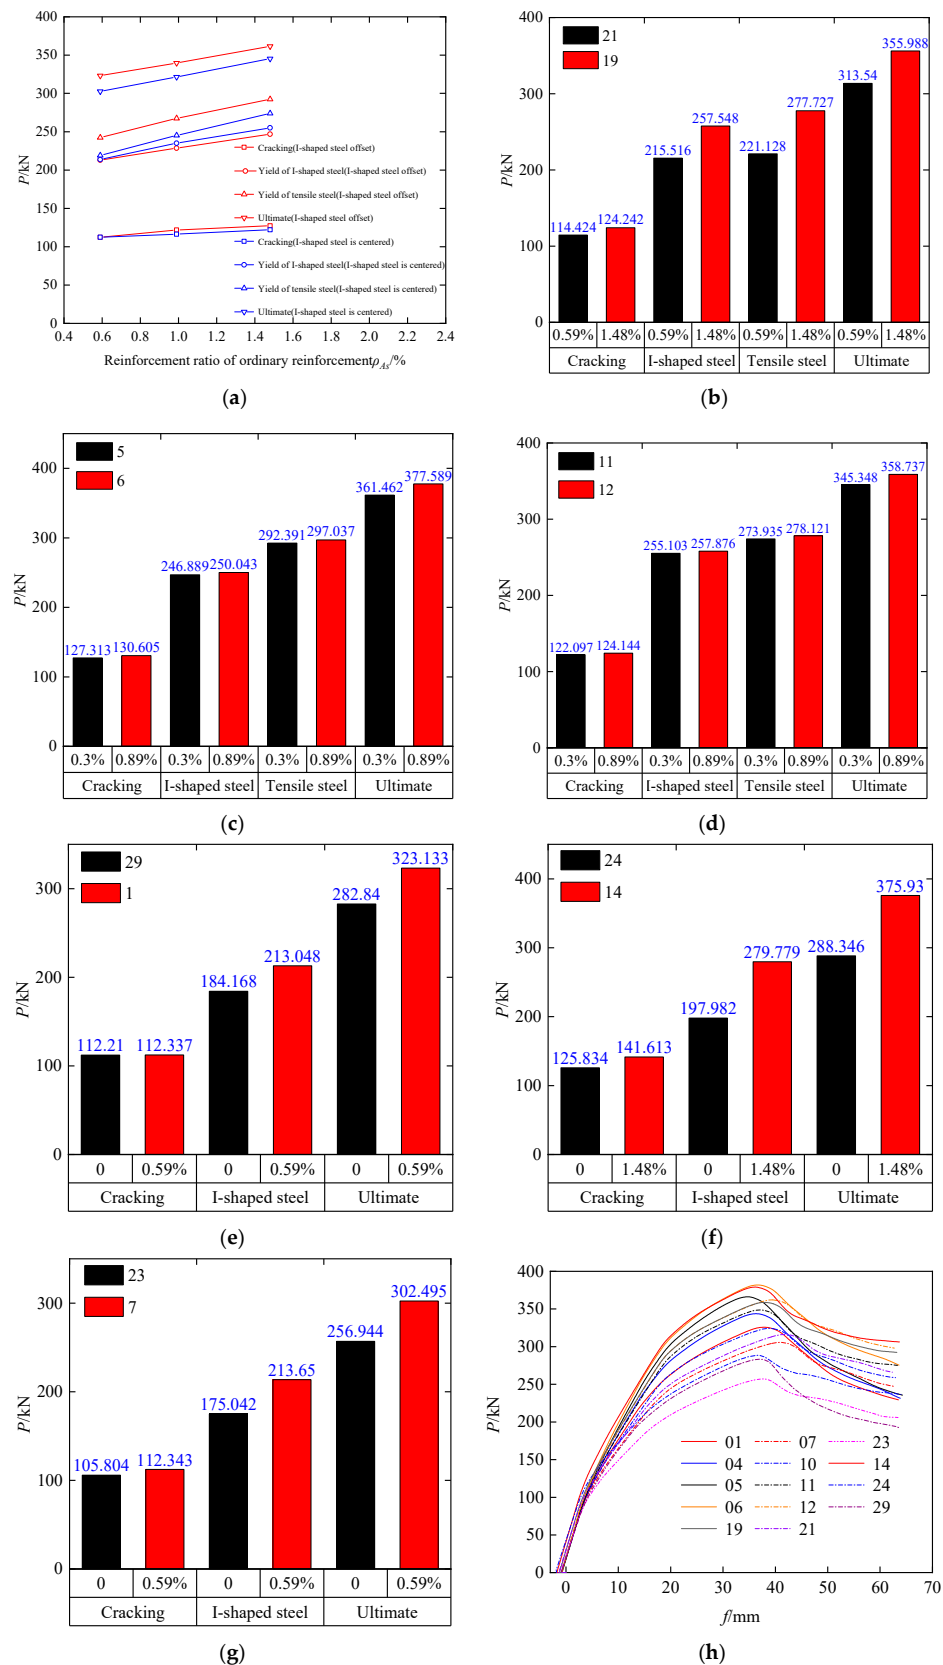 400
350
300
250
200
150
100
50
0
P/kN
Cracking(I-shaped steel offset)
Yield of I-shaped steel(I-shaped steel offset)
Yield of tensile steel(I-shaped steel offset)
Ultimate(I-shaped steel offset)
Cracking(I-shaped steel is centered)
Yield of I-shaped steel(I-shaped steel is centered)
Yield of tensile steel(I-shaped steel is centered)
Ultimate(I-shaped steel is centered)
0.4 0.6 0.8 1.0 1.2 1.4 1.6 1.8 2.0 2.2 2.4
Reinforcement ratio of ordinary reinforcementρAs/%
(a)
400
300
200
100
0
P/kN
21
19
114.424 124.242 215.516 257.548 221.128 277.727 313.54 355.988
0.59% 1.48% 0.59% 1.48% 0.59% 1.48% 0.59% 1.48%
Cracking I-shaped steel Tensile steel Ultimate
(b)
400
300
200
100
0
P/kN
5
6
127.313 130.605 246.889 250.043 292.391 297.037 361.462 377.589
0.3% 0.89% 0.3% 0.89% 0.3% 0.89% 0.3% 0.89%
Cracking I-shaped steel Tensile steel Ultimate
(c)
400
300
200
100
0
P/kN
11
12
122.097 124.144 255.103 257.876 273.935 278.121 345.348 358.737
0.3% 0.89% 0.3% 0.89% 0.3% 0.89% 0.3% 0.89%
Cracking I-shaped steel Tensile steel Ultimate
(d)
300
200
100
0
P/kN
29
1
112.21 112.337 184.168 213.048 282.84 323.133
0 0.59% 0 0.59% 0 0.59%
Cracking I-shaped steel Ultimate
(e)
400
300
200
100
0
P/kN
24
14
125.834 141.613 197.982 279.779 288.346 375.93
0 1.48% 0 1.48% 0 1.48%
Cracking I-shaped steel Ultimate
(f)
300
200
100
0
P/kN
23
7
105.804 112.343 175.042 213.65 256.944 302.495
0 0.59% 0 0.59% 0 0.59%
Cracking I-shaped steel Ultimate
(g)
400
350
300
250
200
150
100
50
0
P/kN
01 07 23
04 10 14
05 11 24
06 12 29
19 21
0 10 20 30 40 50 60 70
f/mm
(h)